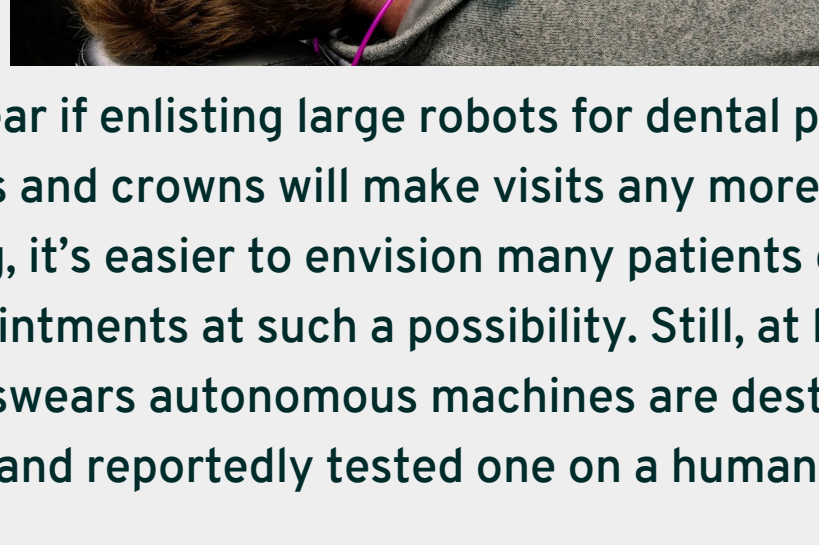 ar if enlisting large robots for dental p
s and crowns will make visits any more
, it’s easier to envision many patients
intments at such a possibility. Still, at
swears autonomous machines are dest
and reportedly tested one on a human